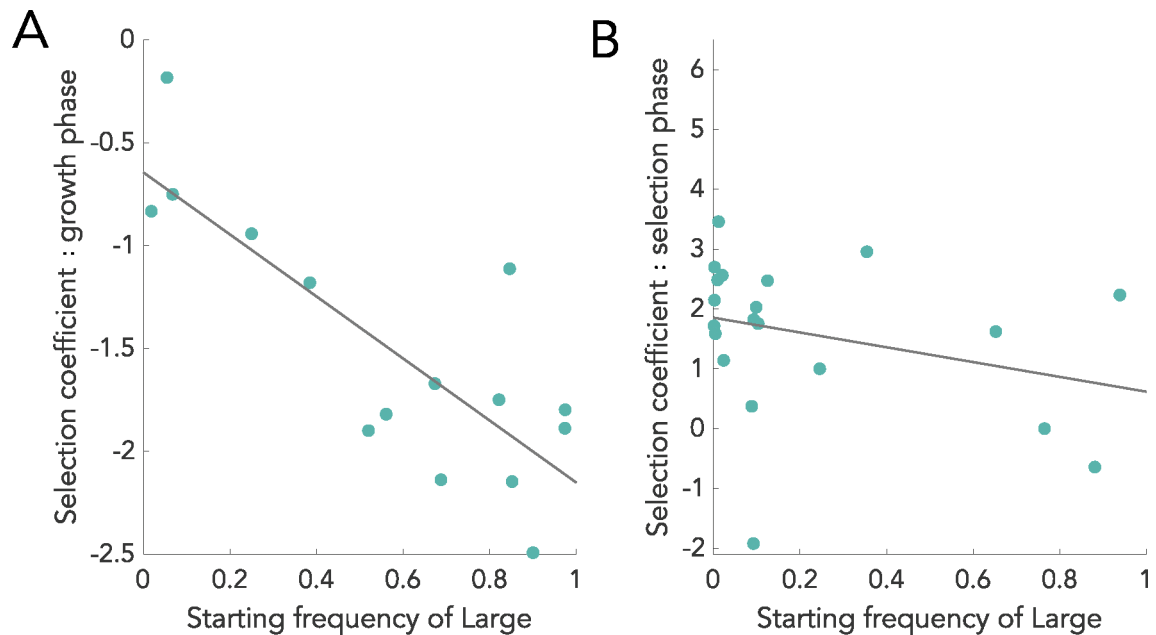 A
Selection coefficient : growth phase
0
-0.5
-1
-1.5
-2
-2.5
0 0.2 0.4 0.6 0.8 1
Starting frequency of Large
B
Selection coefficient : selection phase
6
5
4
3
2
1
0
-1
-2
0 0.2 0.4 0.6 0.8 1
Starting frequency of Large